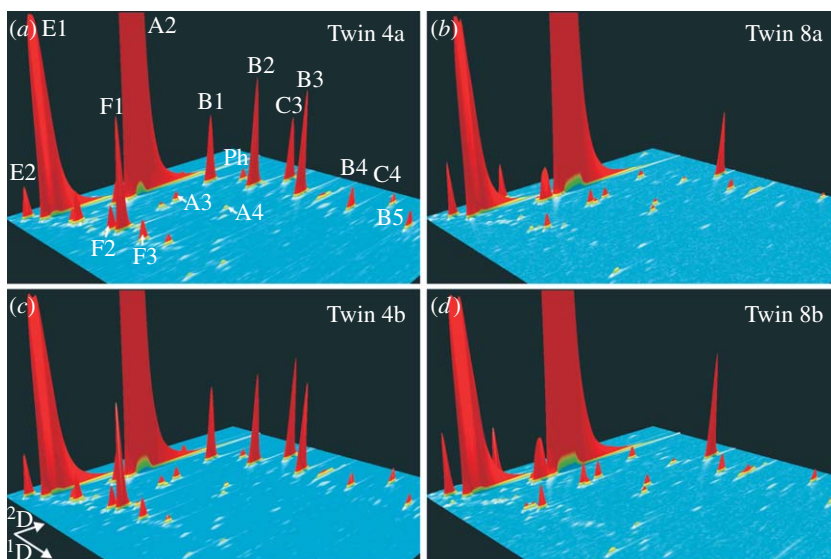 (a) E1 A2 Twin 4a
B2 B3
F1 B1 C3
Ph
E2 B4 C4
A3
A4 B5
F2
F3
(b) Twin 8a
(c) Twin 4b
²D
¹D
(d) Twin 8b